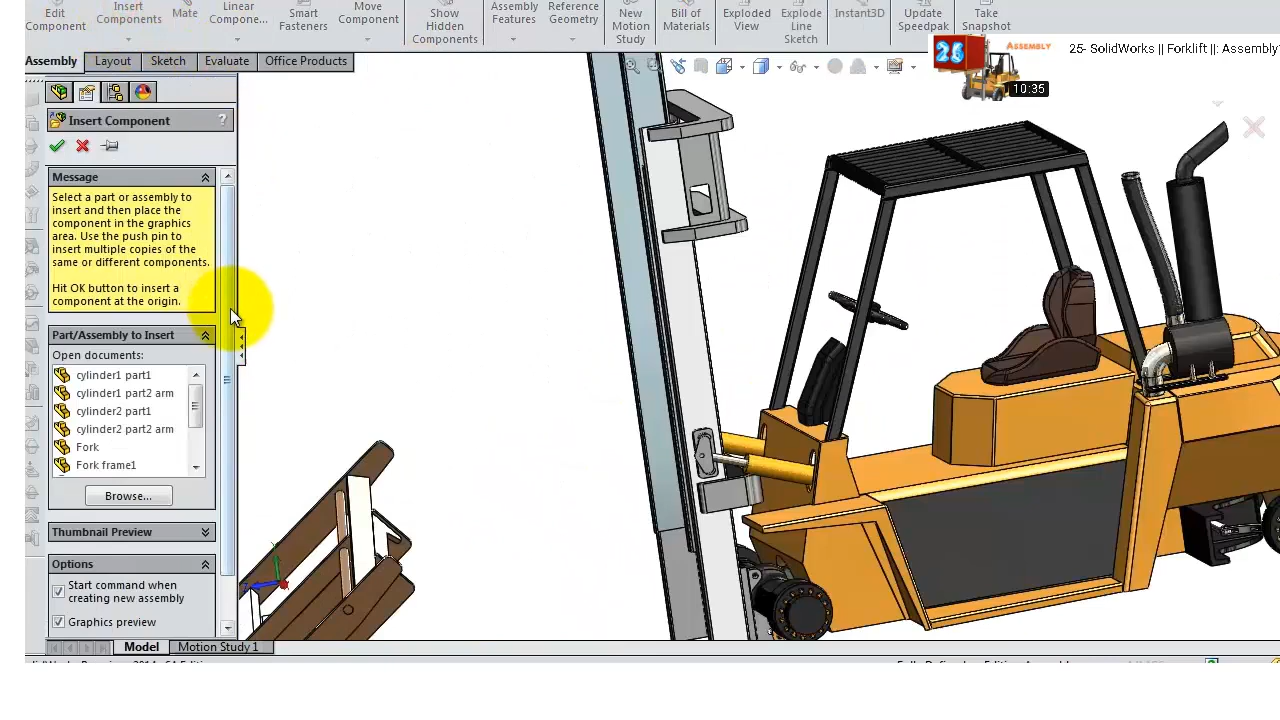 Edit
Component
Insert
Components
Mate
Linear
Compone...
Smart
Fasteners
Move
Component
Show
Hidden
Components
Assembly
Features
Reference
Geometry
New
Motion
Study
Bill of
Materials
Exploded
View
Explode
Line
Sketch
Instant3D
Update
Speedpak
Take
Snapshot
Assembly
Layout
Sketch
Evaluate
Office Products
25
Assembly
10:35
25- SolidWorks || Forklift ||: Assembly
Insert Component
?
Message
Select a part or assembly to
insert and then place the
component in the graphics
area. Use the push pin to
insert multiple copies of the
same or different components.
Hit OK button to insert a
component at the origin.
Part/Assembly to Insert
Open documents:
cylinder1 part1
cylinder1 part2 arm
cylinder2 part1
cylinder2 part2 arm
Fork
Fork frame1
Browse...
Thumbnail Preview
Options
Start command when
creating new assembly
Graphics preview
Model
Motion Study 1